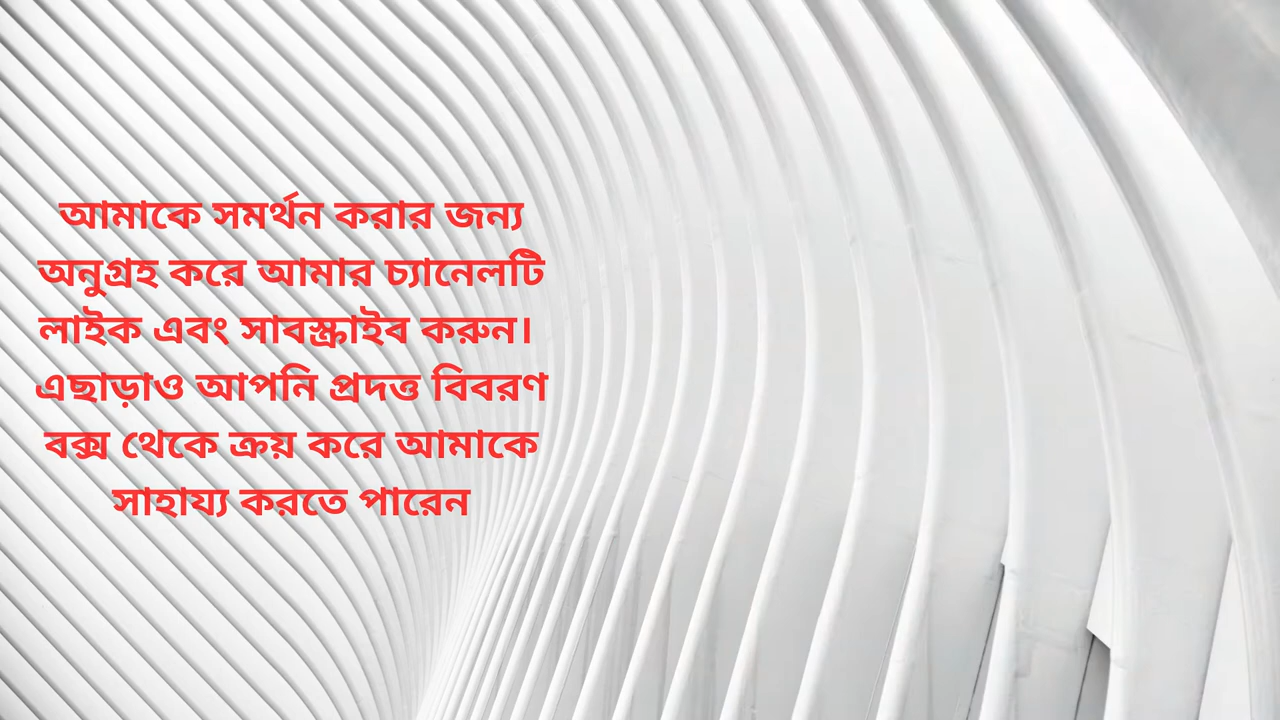 আমাকে সমর্থন করার জন্য
অনুগ্রহ করে আমার চ্যানেলটি
লাইক এবং সাবস্ক্রাইব করুন।
এছাড়াও আপনি প্রদত্ত বিবরণ
বক্স থেকে ক্রয় করে আমাকে
সাহায্য করতে পারেন